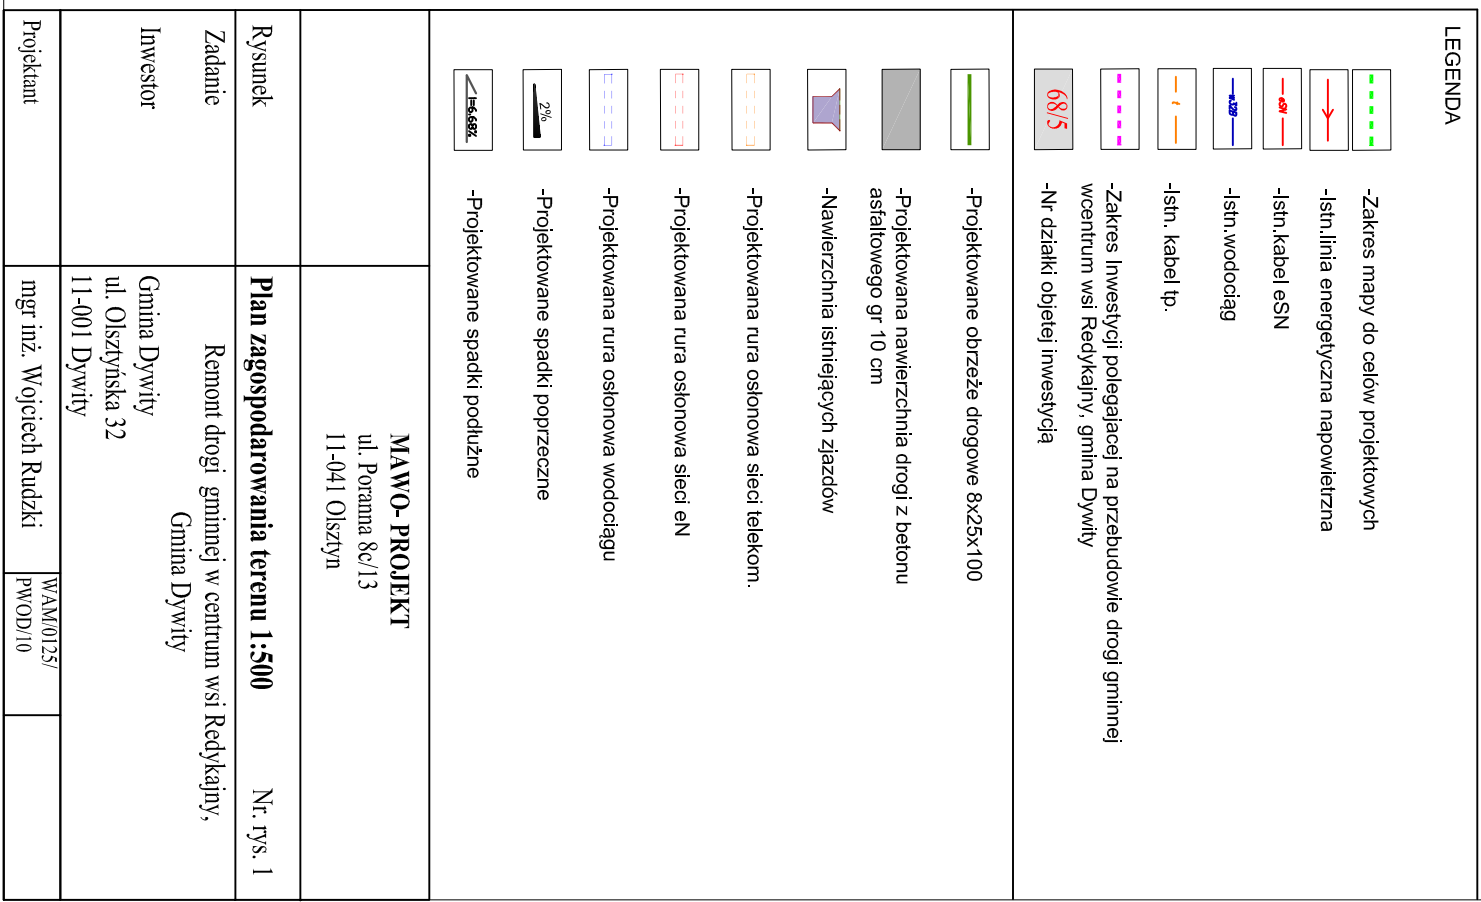 LEGENDA
-Zakres mapy do celów projektowych
-Istn.linia energetyczna napowietrzna
eSN
-Istn.kabel eSN
w32B
-Istn.wodociąg
t
-Istn. kabel tp.
-Zakres Inwestycji polegajacej na przebudowie drogi gminnej
wcentrum wsi Redykajny, gmina Dywity
68/5
-Nr działki objetej inwestycją
-Projektowane obrzeże drogowe 8x25x100
-Projektowana nawierzchnia drogi z betonu
asfaltowego gr 10 cm
-Nawierzchnia istniejących zjazdów
-Projektowana rura osłonowa sieci telekom.
-Projektowana rura osłonowa sieci eN
-Projektowana rura osłonowa wodociągu
2%
-Projektowane spadki poprzeczne
i=6.68%
-Projektowane spadki podłużne
MAWO- PROJEKT
ul. Poranna 8c/13
11-041 Olsztyn
Rysunek
Plan zagospodarowania terenu 1:500
Nr. rys. 1
Zadanie
Remont drogi gminnej w centrum wsi Redykajny,
Gmina Dywity
Inwestor
Gmina Dywity
ul. Olsztyńska 32
11-001 Dywity
Projektant
mgr inż. Wojciech Rudzki
WAM/0125/
PWOD/10